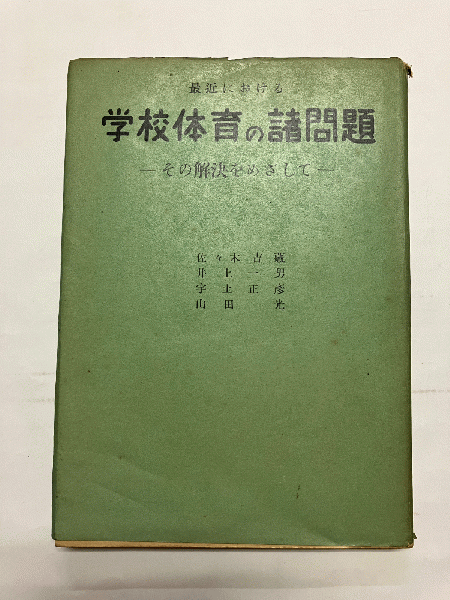 最近における
学校体育の諸問題
―その解決をめざして―
佐々木吉蔵
井上一男
宇土正彦
山田光